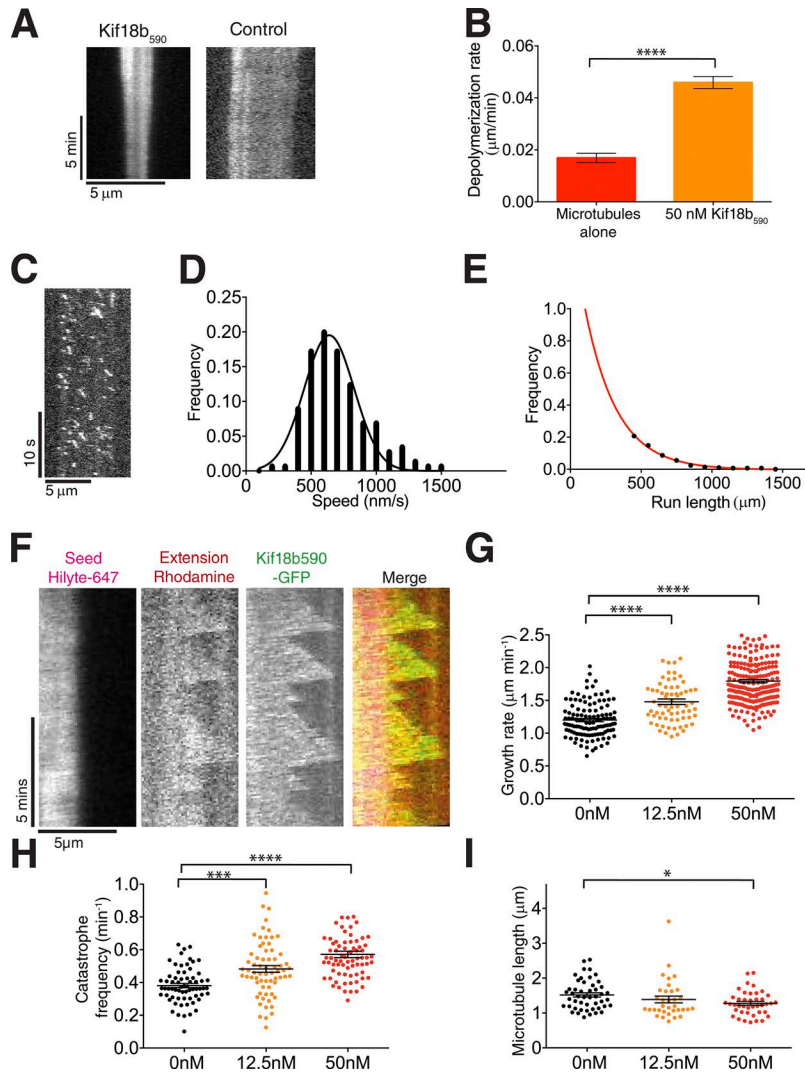 A
Kif18b590
Control
5 min
5 μm
B
Depolymerization rate
(μm/min)
0.06
0.04
0.02
0.00
****
Microtubules
alone
50 nM Kif18b590
C
10 s
5 μm
D
Frequency
0.25
0.20
0.15
0.10
0.05
0.00
0
500
1000
1500
Speed (nm/s)
E
Frequency
1.0
0.8
0.6
0.4
0.2
0.0
0
500
1000
1500
Run length (μm)
F
Seed
Hilyte-647
Extension
Rhodamine
Kif18b590
-GFP
Merge
5 mins
5μm
G
****
****
Growth rate (μm min⁻¹)
2.5
2.0
1.5
1.0
0.5
0.0
0nM
12.5nM
50nM
H
****
***
Catastrophe
frequency (min⁻¹)
1.0
0.8
0.6
0.4
0.2
0.0
0nM
12.5nM
50nM
I
*
Microtubule length (μm)
4
3
2
1
0
0nM
12.5nM
50nM